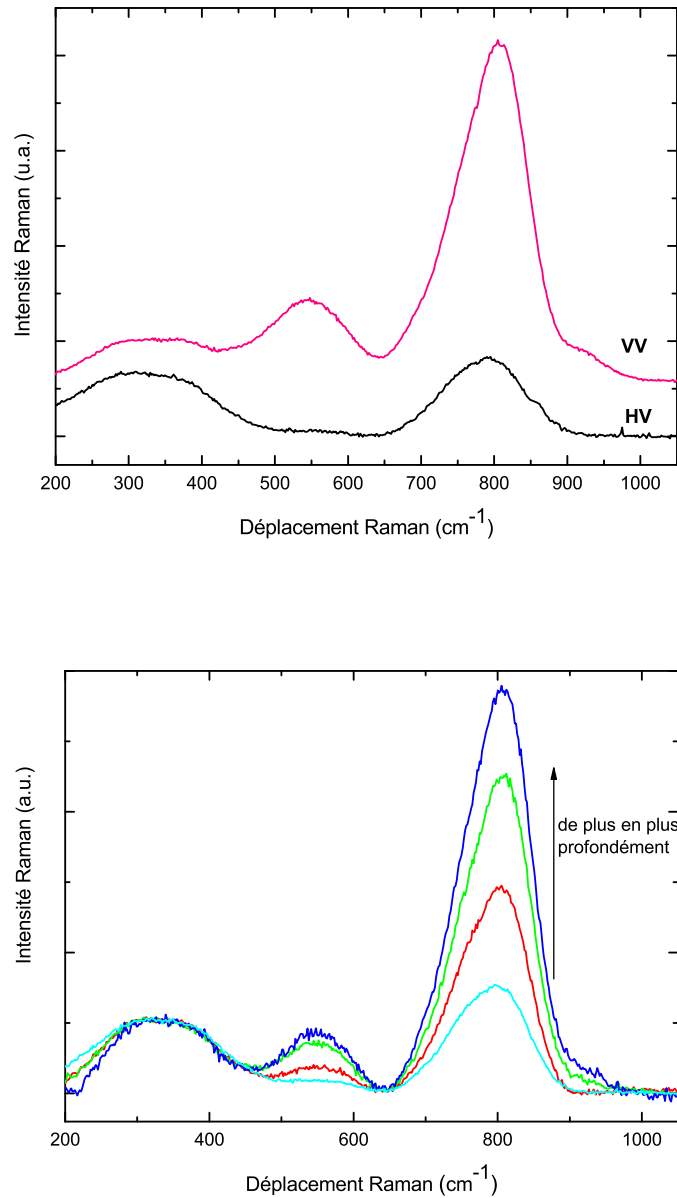 Intensité Raman (u.a.)
VV
HV
200 300 400 500 600 700 800 900 1000
Déplacement Raman (cm-1)
Intensité Raman (a.u.)
de plus en plus
profondément
200 400 600 800 1000
Déplacement Raman (cm-1)